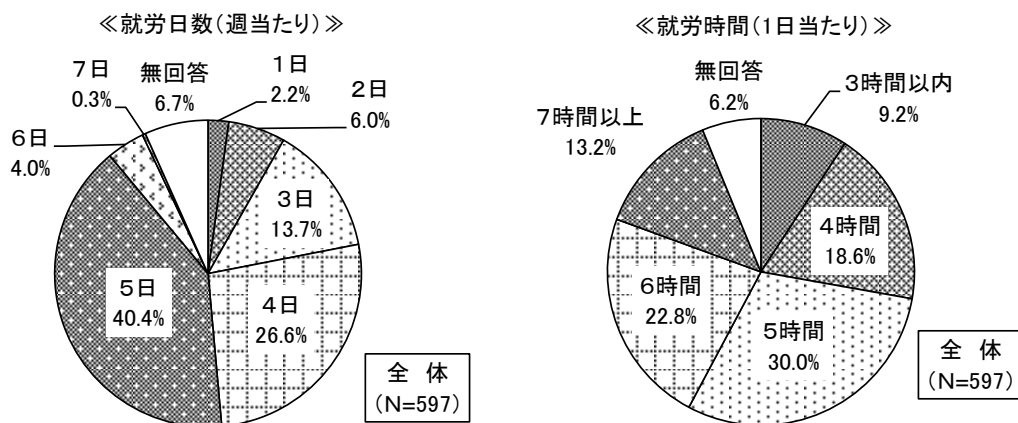 ≪就労日数(週当たり)≫
1日
2.2%
2日
6.0%
3日
13.7%
4日
26.6%
5日
40.4%
6日
4.0%
7日
0.3%
無回答
6.7%
全 体
(N=597)
≪就労時間(1日当たり)≫
3時間以内
9.2%
4時間
18.6%
5時間
30.0%
6時間
22.8%
7時間以上
13.2%
無回答
6.2%
全 体
(N=597)